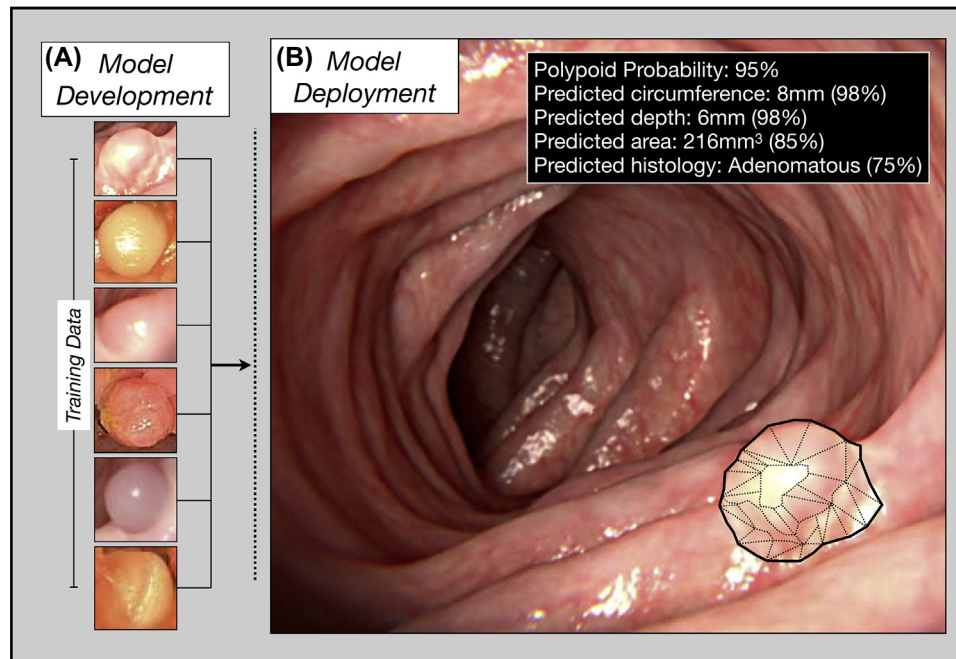 (A) Model
Development
Training Data
(B) Model
Deployment
Polypoid Probability: 95%
Predicted circumference: 8mm (98%)
Predicted depth: 6mm (98%)
Predicted area: 216mm³ (85%)
Predicted histology: Adenomatous (75%)